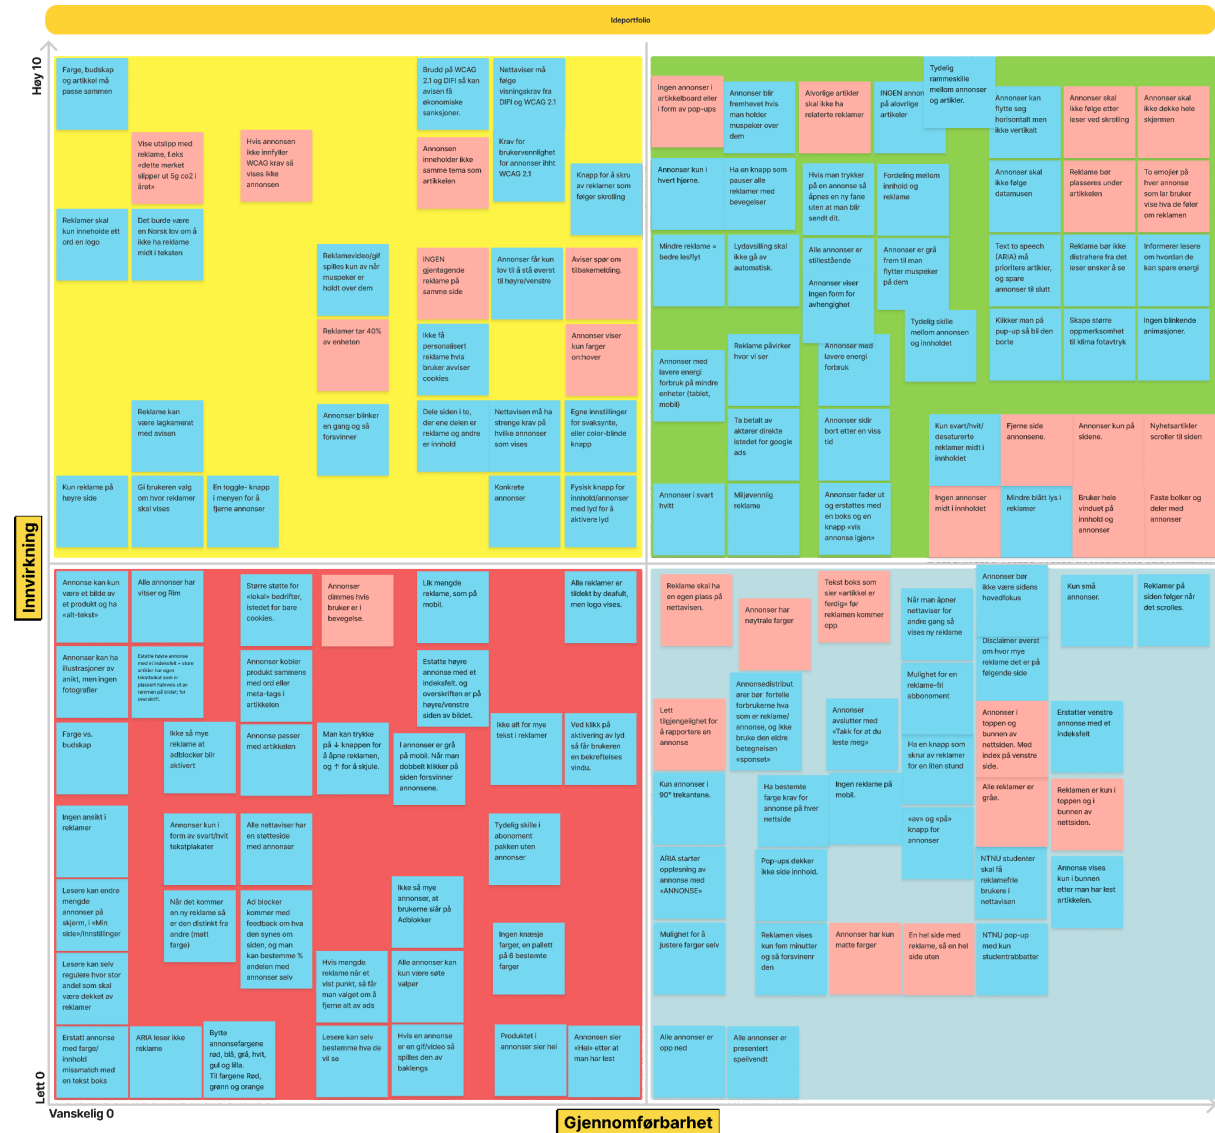 Ideportfolio
Høy 10
Farge, budskap
og artikkel må
passe sammen
Vise utslipp med
reklame, f.eks
«dette merket
slipper ut 5g co2 i
året»
Hvis annonsen
ikke innfyller
WCAG krav så
vises ikke
annonsen
Brudd på WCAG
2.1 og DIFI så kan
avisen få
økonomiske
sanksjoner.
Nettaviser må
følge
visningskrav fra
DIFI og WCAG 2.1
Annonsen
inneholder ikke
samme tema som
artikkelen
Krav for
brukervennlighet
for annonser ihht
WCAG 2.1
Knapp for å skru
av reklamer som
følger skrolling
Reklamer skal
kun inneholde ett
ord en logo
Det burde være
en Norsk lov om å
ikke ha reklame
midt i teksten
Reklamevideo/gif
spilles kun av når
muspeker er
holdt over dem
INGEN
gjentagende
reklame på
samme side
Annonser får kun
lov til å stå øverst
til høyre/venstre
Aviser spør om
tilbakemelding.
Reklamer tar 40%
av enheten
Ikke få
personalisert
reklame hvis
bruker avviser
cookies
Annonser viser
kun farger
on:hover
Reklame kan
være lagkamerat
med avisen
Annonser blinker
en gang og så
forsvinner
Dele siden i to,
der ene delen er
reklame og andre
er innhold
Nettavisen må ha
strenge krav på
hvilke annonser
som vises
Egne innstillinger
for svaksynte,
eller color-blinde
knapp
Kun reklame på
høyre side
Gi brukeren valg
om hvor reklamer
skal vises
En toggle- knapp
i menyen for å
fjerne annonser
Konkrete
annonser
Fysisk knapp for
innhold/annonser
med lyd for å
aktivere lyd
Ingen annonser i
artikkelboard eller
i form av pop-ups
Annonser blir
fremhevet hvis
man holder
muspeker over
dem
Alvorlige artikler
skal ikke ha
relaterte reklamer
INGEN annon
på alovrlige
artikeler
Tydelig
rammeskille
mellom annonser
og artikler.
Annonser kan
flytte seg
horisontalt men
ikke vertikalt
Annonser skal
ikke følge etter
leser ved skrolling
Annonser skal
ikke dekke hele
skjermen
Annonser kun i
hvert hjørne.
Ha en knapp som
pauser alle
reklamer med
bevegelser
Hvis man trykker
på en annonse så
åpnes en ny fane
uten at man blir
sendt dit.
Fordeling mellom
innhold og
reklame
Annonser skal
ikke følge
datamusen
Reklame bør
plasseres under
artikkelen
To emojier på
hver annonse
som lar bruker
vise hva de føler
om reklamen
Mindre reklame =
bedre lesflyt
Lydavsilling skal
ikke gå av
automatisk.
Alle annonser er
stillestående
Annonser viser
ingen form for
avhengighet
Annonser er grå
frem til man
flytter muspeker
på dem
Text to speech
(ARIA) må
prioritere artikler,
og spare
annonser til slutt
Reklame bør ikke
distrahere fra det
leser ønsker å se
Informerer lesere
om hvordan de
kan spare energi
Annonser med
lavere energi
forbruk på mindre
enheter (tablet,
mobil)
Reklame påvirker
hvor vi ser
Annonser med
lavere energi
forbruk
Tydelig skille
mellom annonsen
og innholdet
Klikker man på
pup-up så bli den
borte
Skape større
oppmerksomhet
til klima fotavtryk
Ingen blinkende
animasjoner.
Ta betalt av
aktører direkte
istedet for google
ads
Annonser sklir
bort etter en viss
tid
Kun svart/hvit/
desaturerte
reklamer midt i
innholdet
Fjerne side
annonsene.
Annonser kun på
sidene.
Nyhetsartikler
scroller til siden
Annonser i svart
hvitt
Miljøvennlig
reklame
Annonser fader ut
og erstattes med
en boks og en
knapp «vis
annonse igjen»
Ingen annonser
midt i innholdet
Mindre blått lys i
reklamer
Bruker hele
vinduet på
innhold og
annonser
Faste bolker og
deler med
annonser
Innvirkning
Annonse kan kun
være et bilde av
et produkt og ha
«alt-tekst»
Alle annonser har
vitser og Rim
Større støtte for
«lokal» bedrifter,
istedet for bare
cookies.
Annonser
dimmes hvis
bruker er i
bevegelse.
Lik mengde
reklame, som på
mobil.
Alle reklamer er
tildekt by deafult,
men logo vises.
Annonser kan ha
illustrasjoner av
anikt, men ingen
fotografier
Annonser kobler
produkt sammens
med ord eller
meta-tags i
artikkelen
Estatte høyre
annonse med et
indeksfelt. og
overskriften er på
høyre/venstre
siden av bildet.
Farge vs.
budskap
Ikke så mye
reklame at
adblocker blir
aktivert
Annonse passer
med artikkelen
Man kan trykke
på ↓ knappen for
å åpne reklamen,
og ↑ for å skjule.
I annonser er grå
på mobil. Når man
dobbelt klikker på
siden forsvinner
annonsene.
Ikke alt for mye
tekst i reklamer
Ved klikk på
aktivering av lyd
så får brukeren
en bekreftelses
vindu.
Ingen ansikt i
reklamer
Annonser kun i
form av svart/hvit
tekstplakater
Alle nettaviser har
en støtteside
med annonser
Tydelig skille i
abonoment
pakken uten
annonser
Lesere kan endre
mengde
annonser på
skjerm, i «Min
side»/Innstillinger
Når det kommer
en ny reklame så
er den distinkt fra
andre (matt
farge)
Ad blocker
kommer med
feedback om hva
den synes om
siden, og man
kan bestemme %
andelen med
annonser selv
Ikke så mye
annonser, at
brukerne slår på
Adblokker
Ingen knæsje
farger, en pallett
på 6 bestemte
farger
Lesere kan selv
regulere hvor stor
andel som skal
være dekket av
reklamer
Hvis mengde
reklame når et
vist punkt, så får
man valget om å
fjerne alt av ads
Alle annonser kan
kun være søte
valper
Erstatt annonse
med farge/
innhold
missmatch med
en tekst boks
ARIA leser ikke
reklame
Bytte
annonsefargene
rød, blå, grå, hvit,
gul og lilla.
Til fargene Rød,
grønn og orange
Lesere kan selv
bestemme hva de
vil se
Hvis en annonse
er en gif/video så
spilles den av
baklengs
Produktet i
annonser sier hei
Annonsen sier
«Hei» etter at
man har lest
Reklame skal ha
en egen plass på
nettavisen.
Annonser har
nøytrale farger
Tekst boks som
sier «artikkel er
ferdig» før
reklamen kommer
opp
Når man åpner
nettaviser for
andre gang så
vises ny reklame
Annonser bør
ikke være sidens
hovedfokus
Kun små
annonser.
Reklamer på
siden følger når
det scrolles.
Disclaimer øverst
om hvor mye
reklame det er på
følgende side
Lett
tilgjengelighet for
å rapportere en
annonse
Annonsedistribut
ører bør fortelle
forbrukerne hva
som er reklame/
annonse, og ikke
bruke den eldre
betegnelsen
«sponset»
Annonser
avslutter med
«Takk for at du
leste meg»
Mulighet for en
reklame-fri
abbonoment
Annonser i
toppen og
bunnen av
nettsiden. Med
index på venstre
side.
Erstatter venstre
annonse med et
indeksfelt
Ha en knapp som
skrur av reklamer
for en liten stund
Kun annonser i
90° trekantene.
Ha bestemte
farge krav for
annonse på hver
nettside
Ingen reklame på
mobil.
Alle reklamer er
gråe.
Reklamen er kun i
toppen og i
bunnen av
nettsiden.
«av» og «på»
knapp for
annonser
ARIA starter
opplesning av
annonse med
«ANNONSE»
Pop-ups dekker
ikke side innhold.
NTNU studenter
skal få
reklamefrie
brukere i
nettavisen
Annonse vises
kun i bunnen
etter man har lest
artikkelen.
Mulighet for å
justere farger selv
Reklamen vises
kun fem minutter
og så forsvinenr
den
Annonser har kun
matte farger
En hel side med
reklame, så en hel
side uten
NTNU pop-up
med kun
studentrabbatter
Alle annonser er
opp ned
Alle annonser er
presentert
speilvendt
Lett 0
Vanskelig 0
Gjennomførbarhet